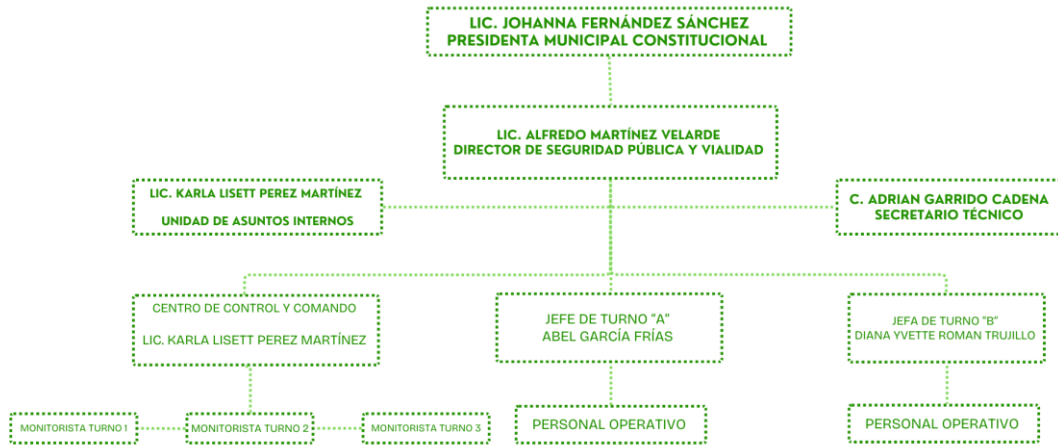 LIC. JOHANNA FERNÁNDEZ SÁNCHEZ
PRESIDENTA MUNICIPAL CONSTITUCIONAL
LIC. ALFREDO MARTÍNEZ VELARDE
DIRECTOR DE SEGURIDAD PÚBLICA Y VIALIDAD
LIC. KARLA LISETT PEREZ MARTÍNEZ
UNIDAD DE ASUNTOS INTERNOS
C. ADRIAN GARRIDO CADENA
SECRETARIO TÉCNICO
CENTRO DE CONTROL Y COMANDO
LIC. KARLA LISETT PEREZ MARTÍNEZ
JEFE DE TURNO "A"
ABEL GARCÍA FRÍAS
JEFA DE TURNO "B"
DIANA YVETTE ROMAN TRUJILLO
MONITORISTA TURNO 1
MONITORISTA TURNO 2
MONITORISTA TURNO 3
PERSONAL OPERATIVO
PERSONAL OPERATIVO